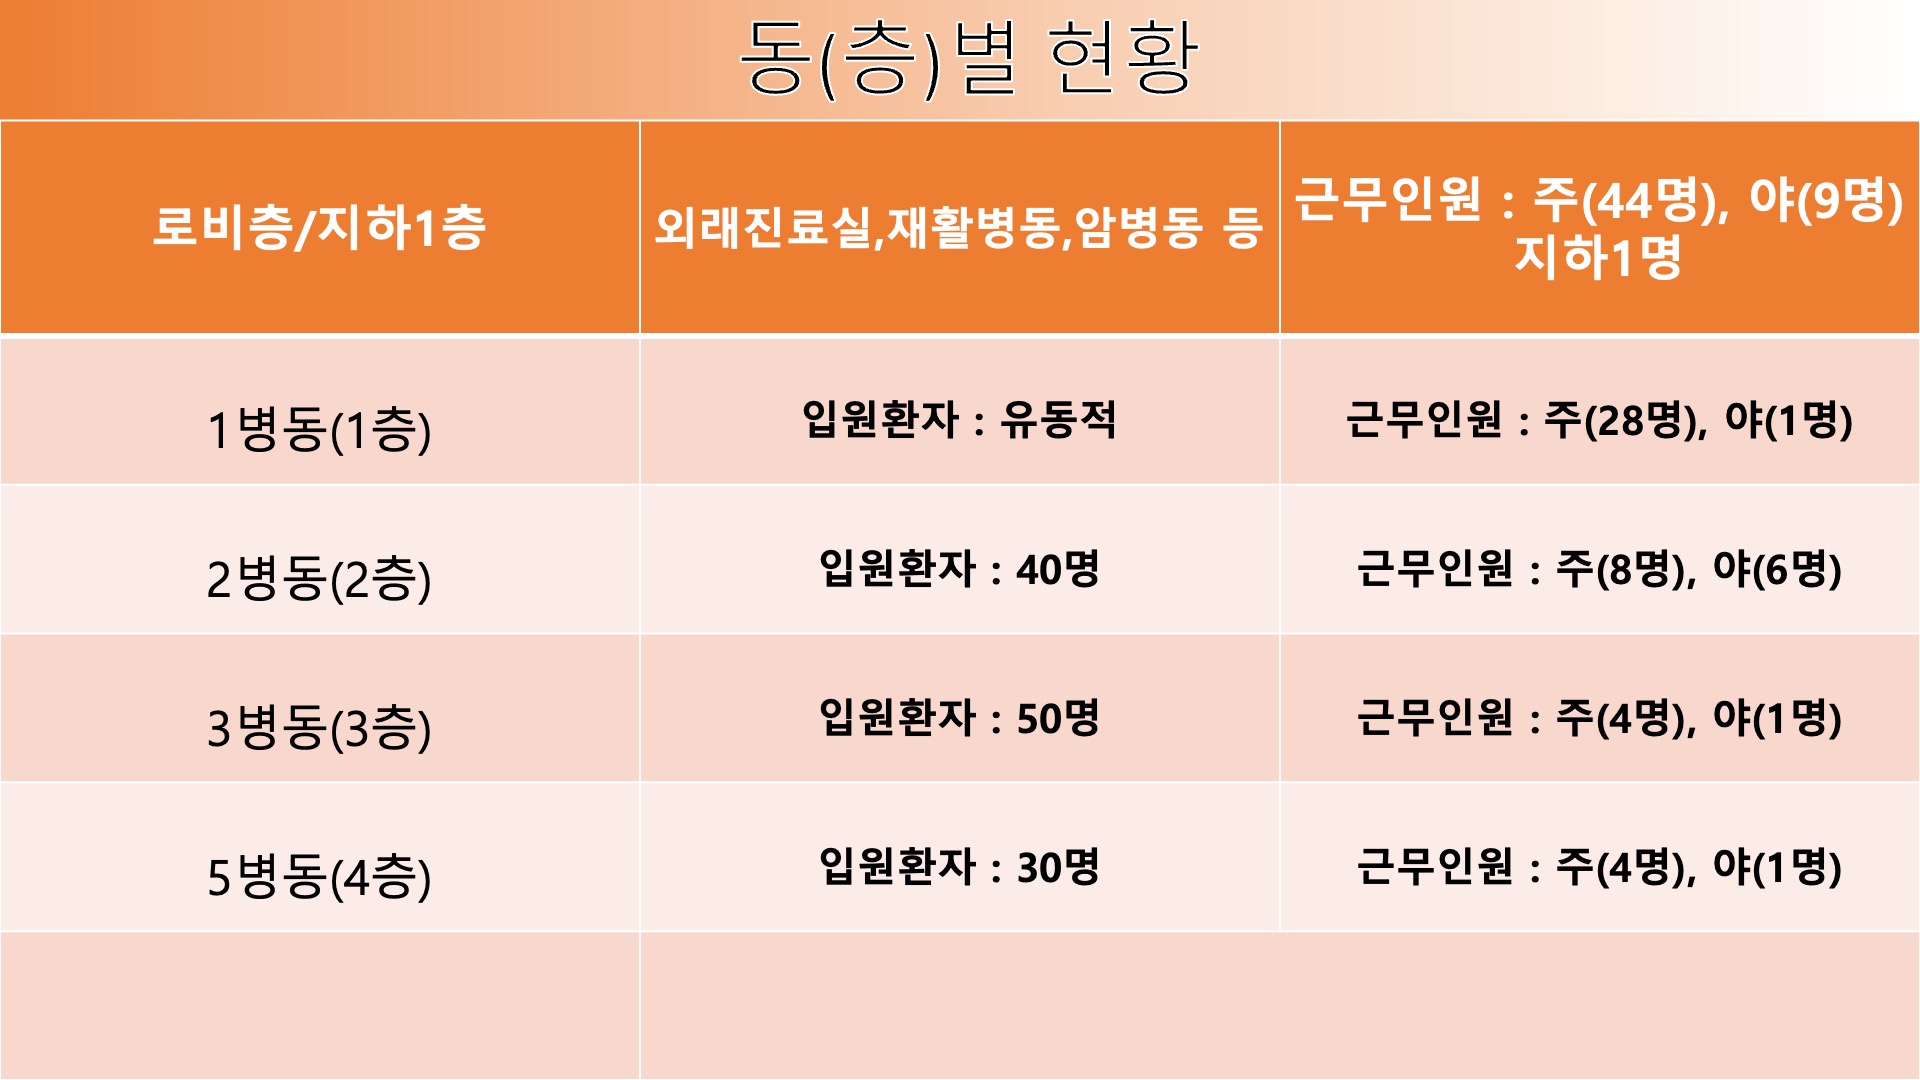 동(층)별 현황
로비층/지하1층
외래진료실,재활병동,암병동 등
근무인원 : 주(44명), 야(9명)
지하1명
1병동(1층)
입원환자 : 유동적
근무인원 : 주(28명), 야(1명)
2병동(2층)
입원환자 : 40명
근무인원 : 주(8명), 야(6명)
3병동(3층)
입원환자 : 50명
근무인원 : 주(4명), 야(1명)
5병동(4층)
입원환자 : 30명
근무인원 : 주(4명), 야(1명)